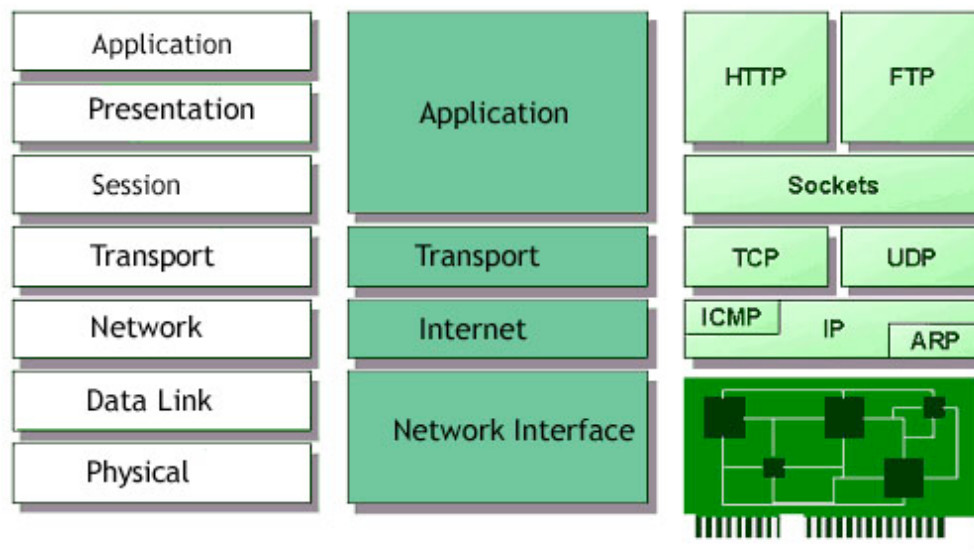 Application
Presentation
Session
Transport
Network
Data Link
Physical
Application
Transport
Internet
Network Interface
HTTP
FTP
Sockets
TCP
UDP
ICMP
IP
ARP